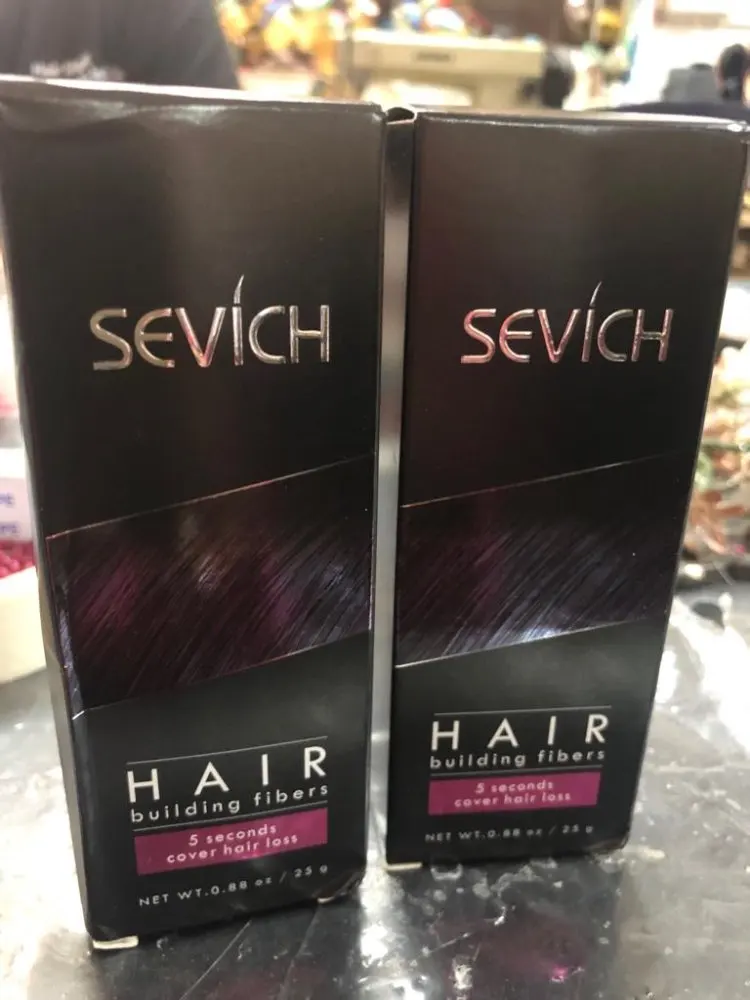 SEVICH
HAIR
building fibers
5 seconds
cover hair loss
NET WT.0.88 oz / 25 g
SEVICH
HAIR
building fibers
5 seconds
cover hair loss
NET WT.0.88 oz / 25 g